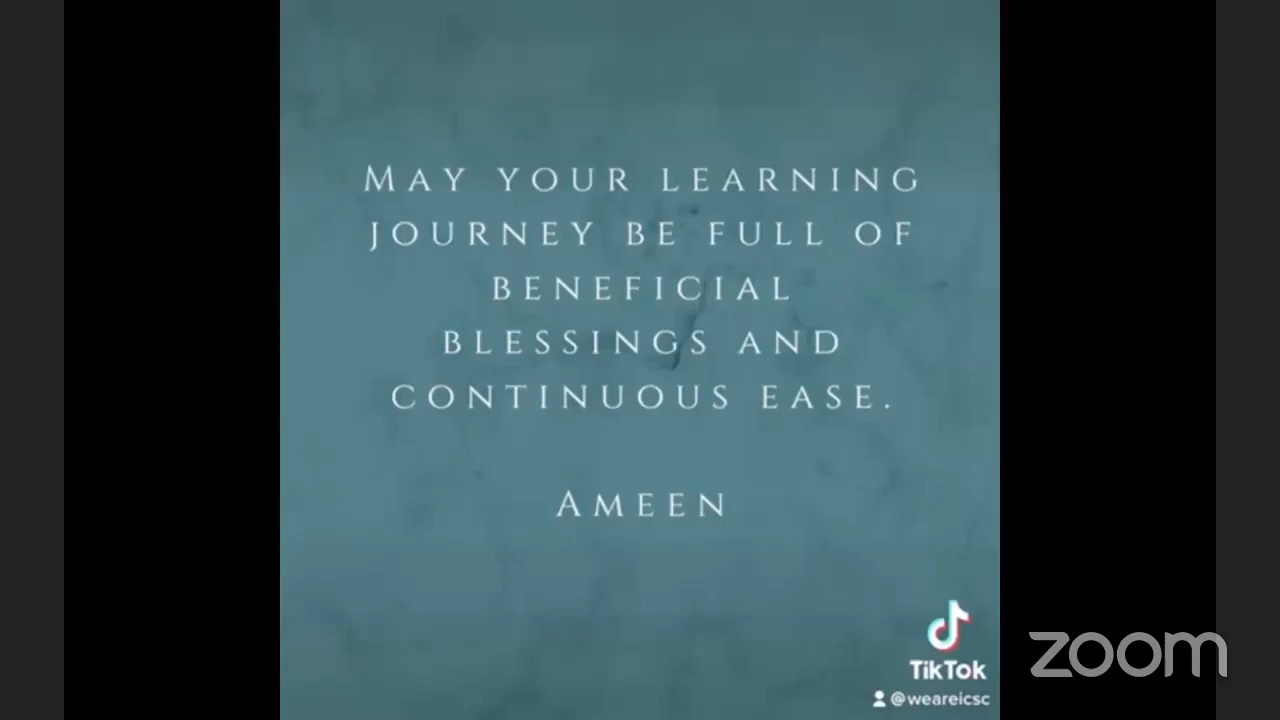 MAY YOUR LEARNING
JOURNEY BE FULL OF
BENEFICIAL
BLESSINGS AND
CONTINUOUS EASE.
AMEEN
TikTok
@weareicsc
zoom